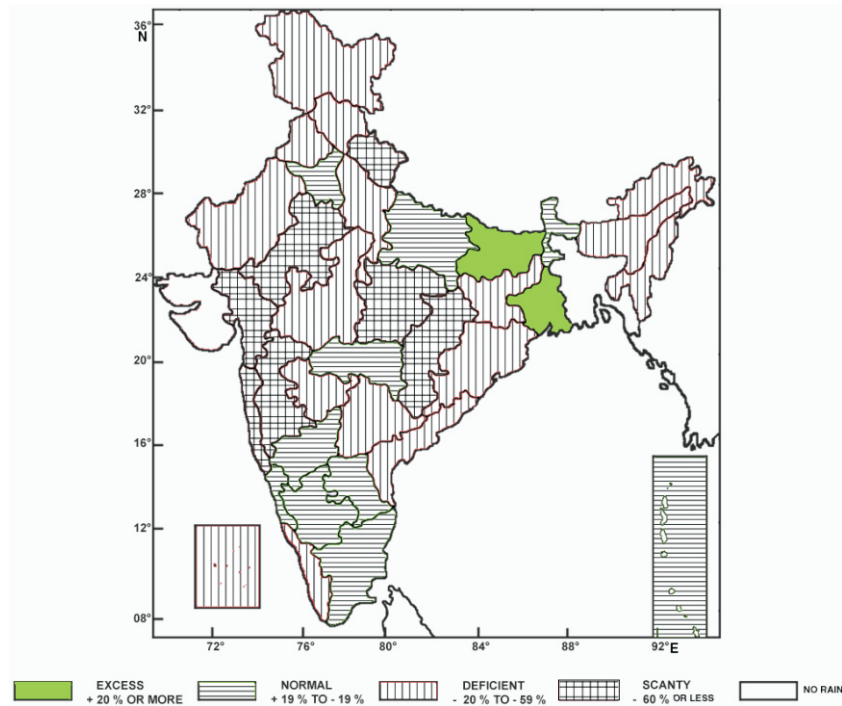 36°
N
32°
28°
24°
20°
16°
12°
08°
72°
76°
80°
84°
88°
92°E
EXCESS
+ 20 % OR MORE
NORMAL
+ 19 % TO - 19 %
DEFICIENT
- 20 % TO - 59 %
SCANTY
- 60 % OR LESS
NO RAIN